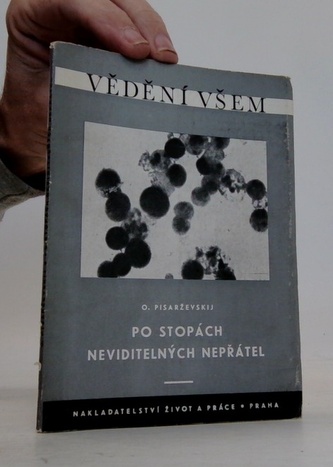 VĚDĚNÍ VŠEM
O. PISARŽEVSKIJ
PO STOPÁCH
NEVIDITELNÝCH NEPŘÁTEL
NAKLADATELSTVÍ ŽIVOT A PRÁCE • PRAHA